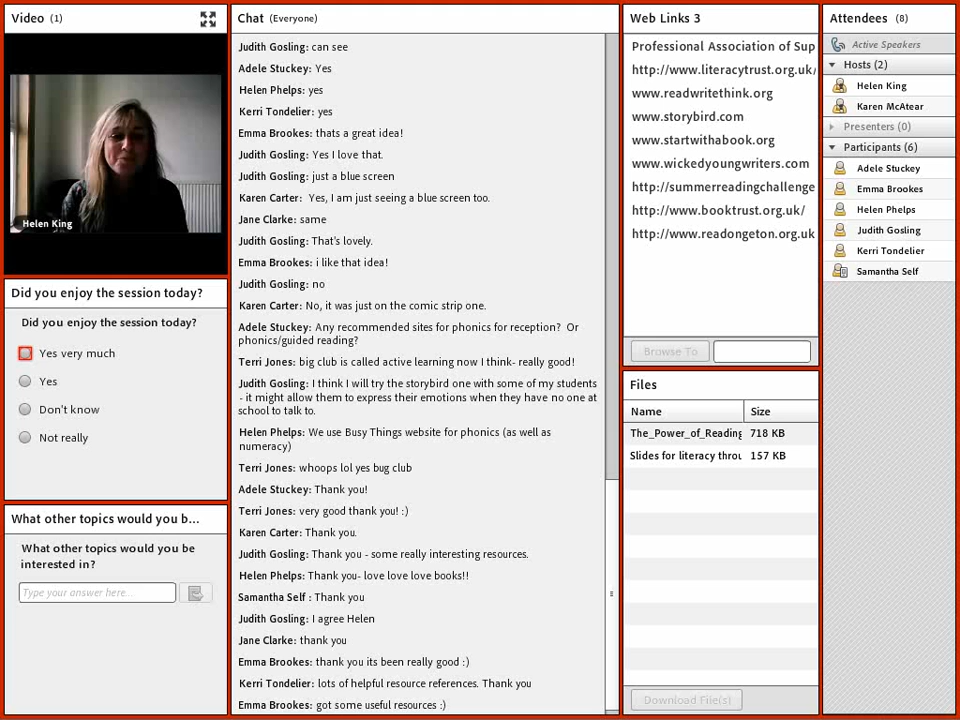 Video (1)
Helen King
Did you enjoy the session today?
Did you enjoy the session today?
Yes very much
Yes
Don't know
Not really
What other topics would you b...
What other topics would you be
interested in?
Type your answer here...
Chat (Everyone)
Judith Gosling: can see
Adele Stuckey: Yes
Helen Phelps: yes
Kerri Tondelier: yes
Emma Brookes: thats a great idea!
Judith Gosling: Yes I love that.
Judith Gosling: just a blue screen
Karen Carter: Yes, I am just seeing a blue screen too.
Jane Clarke: same
Judith Gosling: That's lovely.
Emma Brookes: i like that idea!
Judith Gosling: no
Karen Carter: No, it was just on the comic strip one.
Adele Stuckey: Any recommended sites for phonics for reception? Or
phonics/guided reading?
Terri Jones: big club is called active learning now I think- really good!
Judith Gosling: I think I will try the storybird one with some of my students
- it might allow them to express their emotions when they have no one at
school to talk to.
Helen Phelps: We use Busy Things website for phonics (as well as
numeracy)
Terri Jones: whoops lol yes bug club
Adele Stuckey: Thank you!
Terri Jones: very good thank you! :)
Karen Carter: Thank you.
Judith Gosling: Thank you - some really interesting resources.
Helen Phelps: Thank you- love love love books!!
Samantha Self : Thank you
Judith Gosling: I agree Helen
Jane Clarke: thank you
Emma Brookes: thank you its been really good :)
Kerri Tondelier: lots of helpful resource references. Thank you
Emma Brookes: got some useful resources :)
Web Links 3
Professional Association of Sup
http://www.literacytrust.org.uk/
www.readwritethink.org
www.storybird.com
www.startwithabook.org
www.wickedyoungwriters.com
http://summerreadingchallenge
http://www.booktrust.org.uk/
http://www.readongeton.org.uk
Browse To
Files
Name Size
The_Power_of_Reading 718 KB
Slides for literacy throu 157 KB
Download File(s)
Attendees (8)
Active Speakers
Hosts (2)
Helen King
Karen McAtear
Presenters (0)
Participants (6)
Adele Stuckey
Emma Brookes
Helen Phelps
Judith Gosling
Kerri Tondelier
Samantha Self